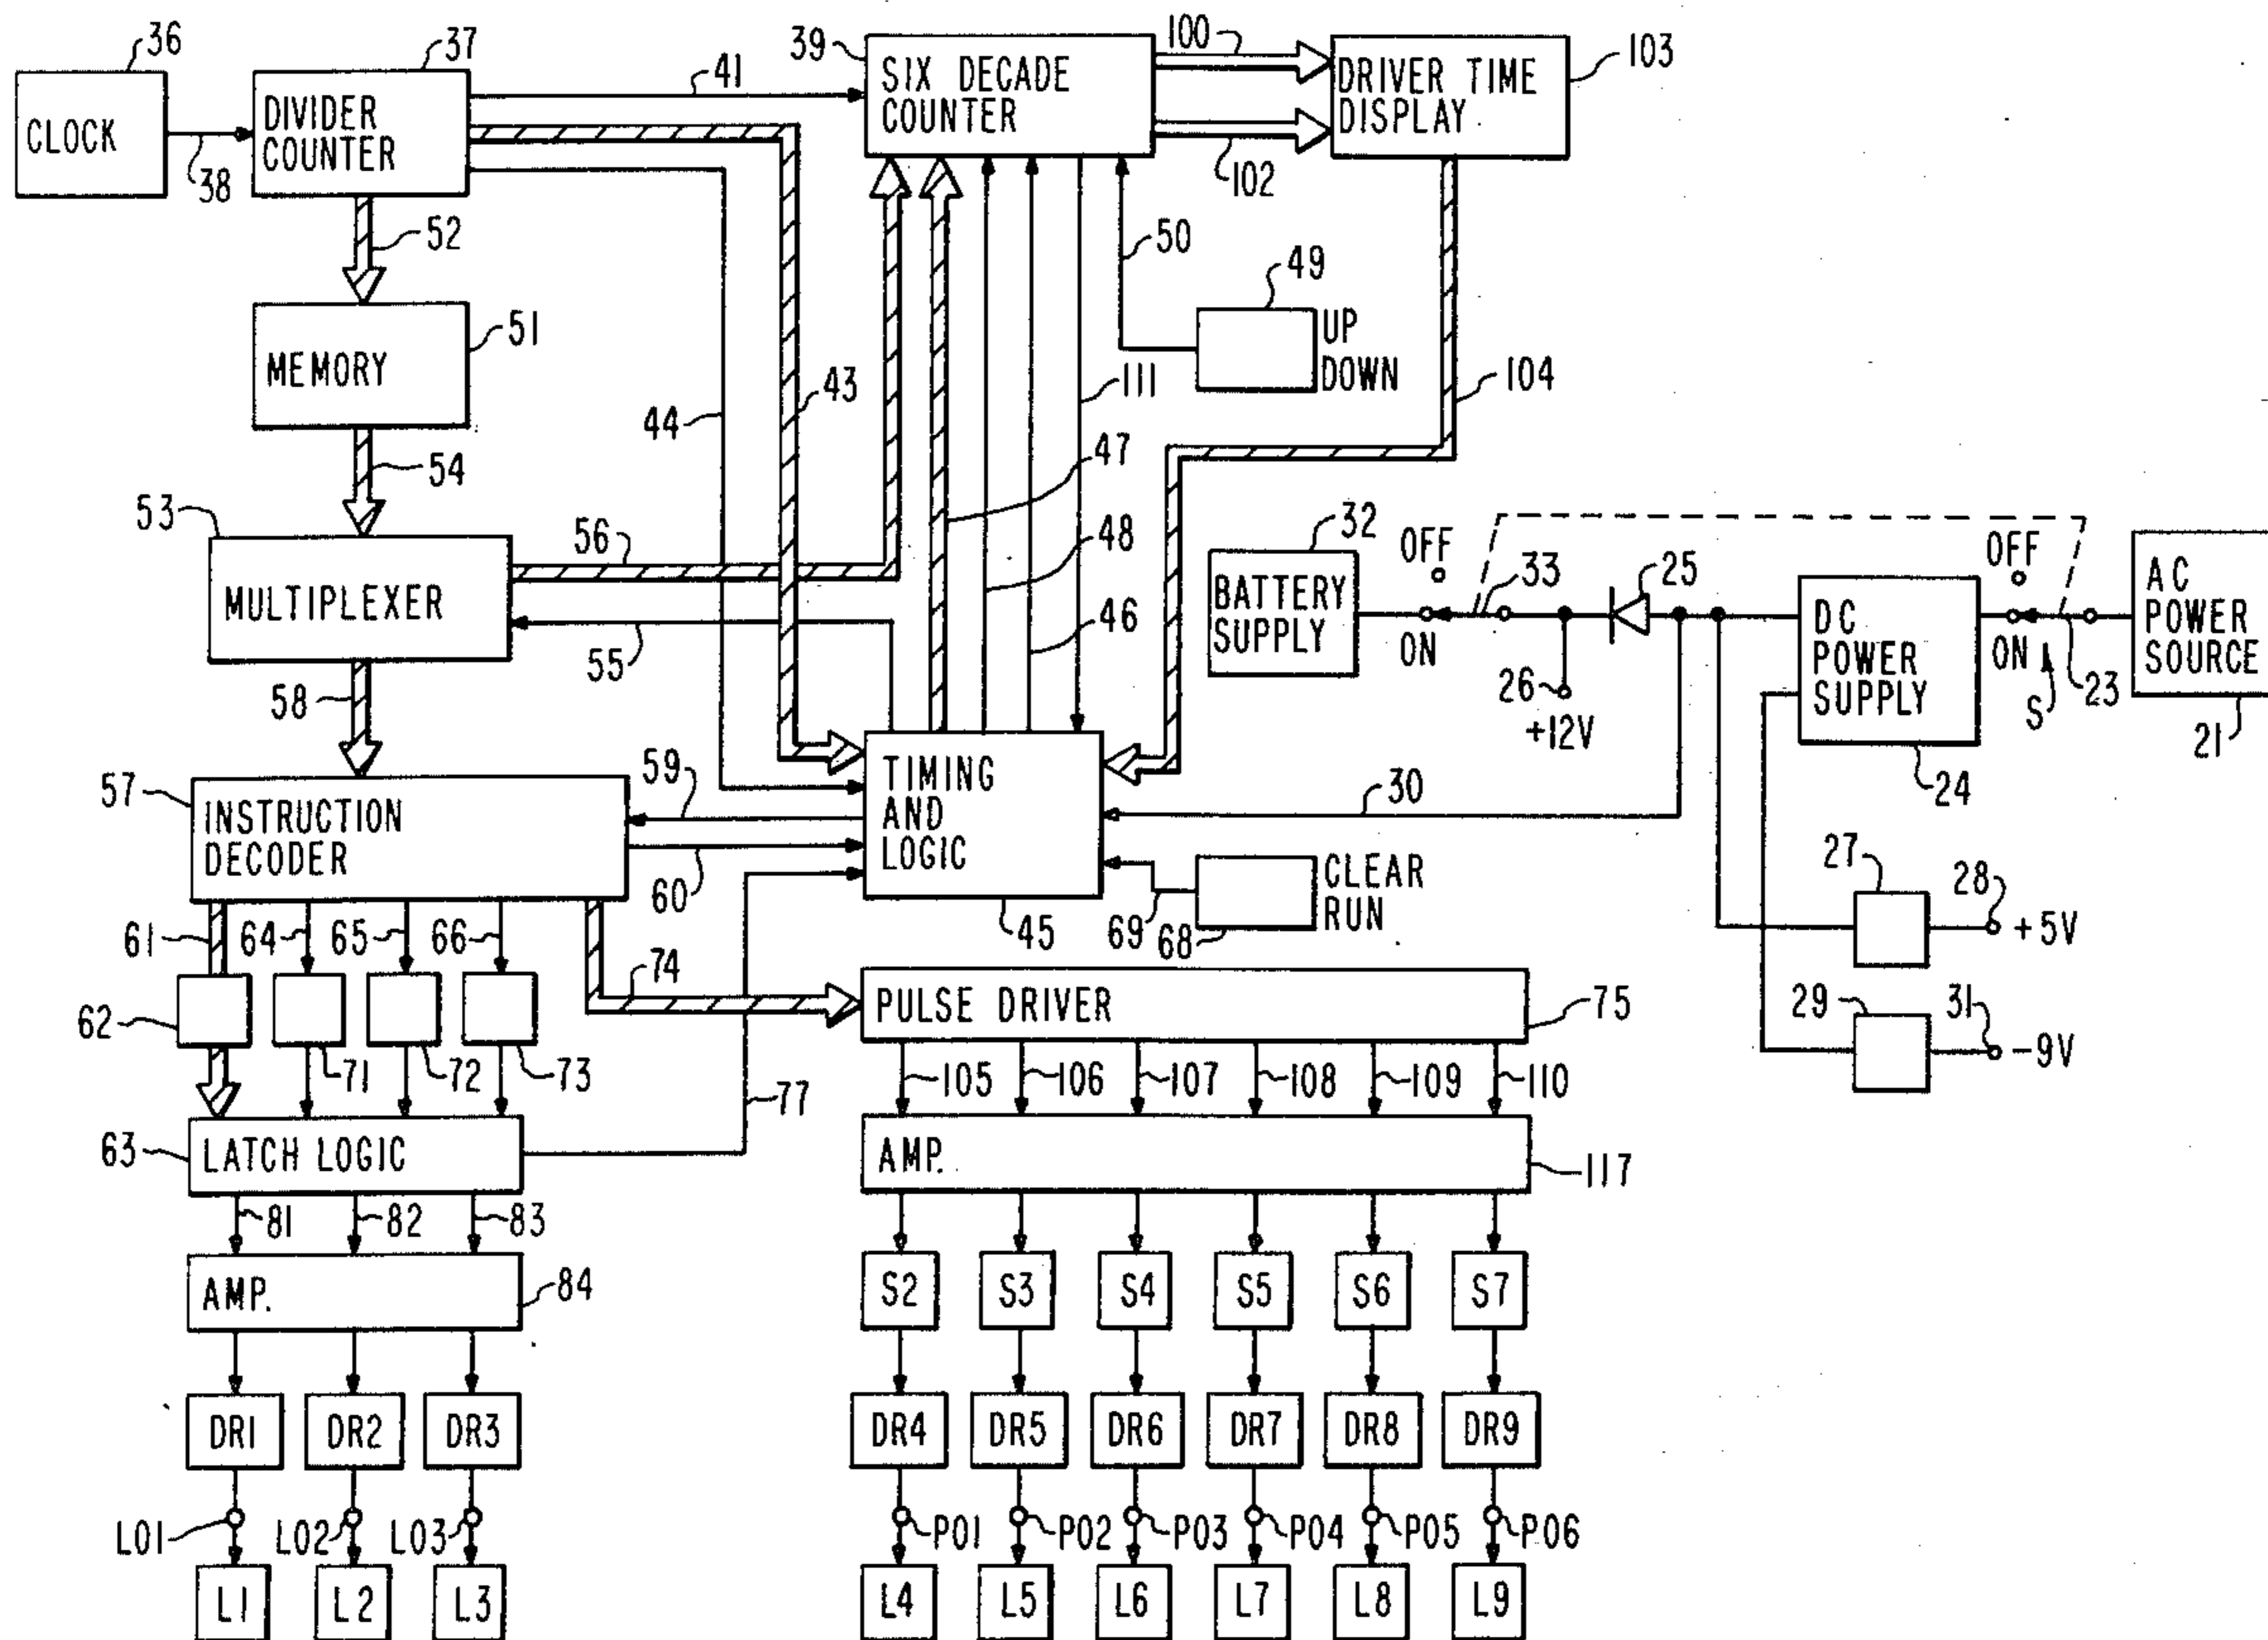 36
CLOCK
38
37
DIVIDER
COUNTER
41
39
SIX DECADE
COUNTER
100
102
DRIVER TIME
DISPLAY
103
52
50
49
UP
DOWN
MEMORY
51
44
43
111
104
54
47
48
46
53
MULTIPLEXER
56
55
58
32
BATTERY
SUPPLY
OFF
ON
33
26
+12V
25
DC
POWER
SUPPLY
24
OFF
ON
S
23
AC
POWER
SOURCE
21
57
INSTRUCTION
DECODER
59
60
TIMING
AND
LOGIC
45
30
69
68
CLEAR
RUN
27
28
+5V
29
31
-9V
61
64
65
66
62
71
72
73
74
77
PULSE DRIVER
75
105
106
107
108
109
110
63
LATCH LOGIC
AMP.
117
81
82
83
AMP.
84
S2
S3
S4
S5
S6
S7
DR1
DR2
DR3
DR4
DR5
DR6
DR7
DR8
DR9
L01
L02
L03
P01
P02
P03
P04
P05
P06
L1
L2
L3
L4
L5
L6
L7
L8
L9